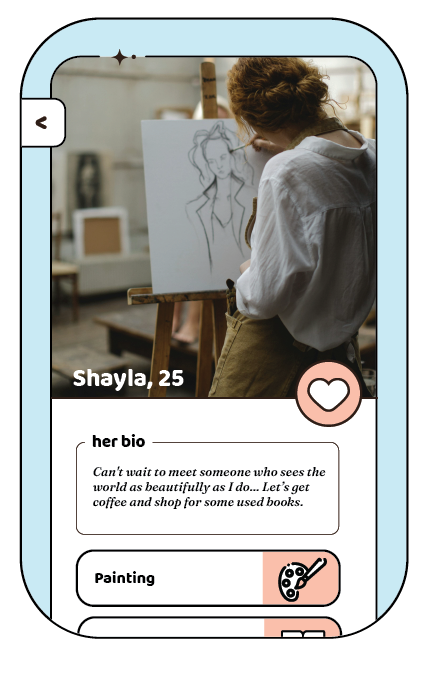 <
Shayla, 25
her bio
Can't wait to meet someone who sees the
world as beautifully as I do... Let's get
coffee and shop for some used books.
Painting